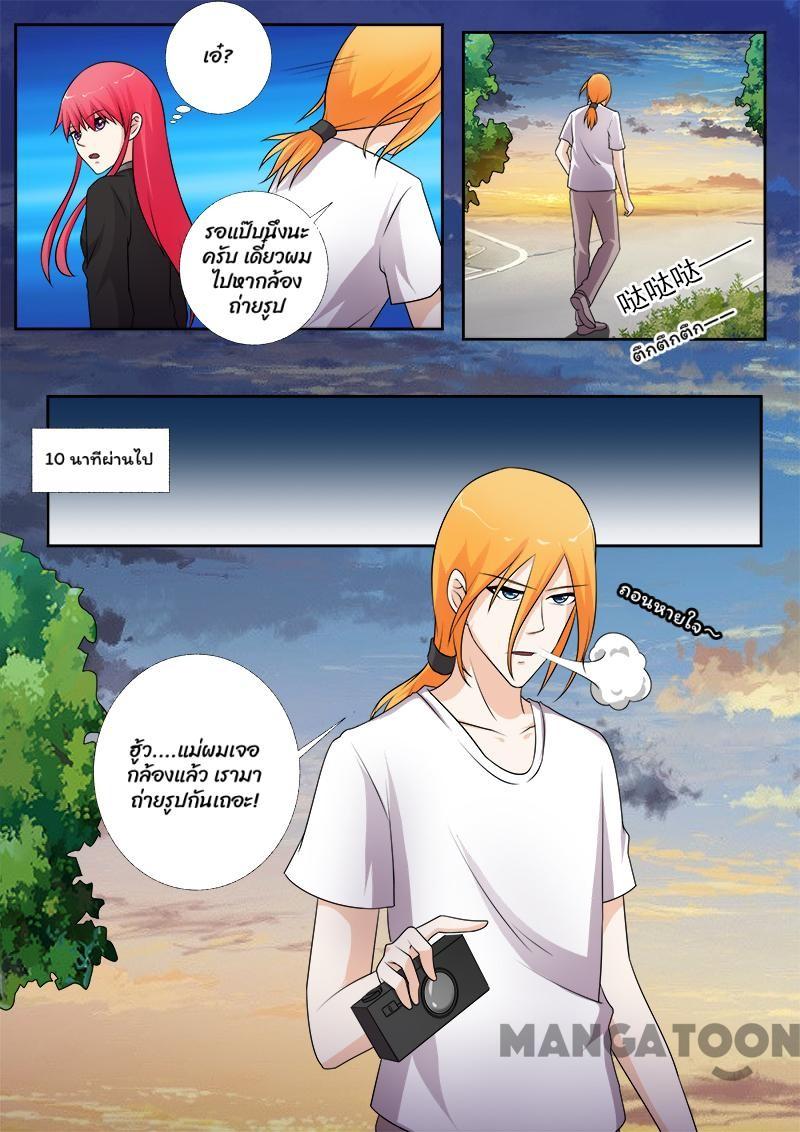 เอ๋?
รอแป๊บนึงนะ
ครับ เดี๋ยวผม
ไปหากล้อง
ถ่ายรูป
哒哒哒——
ตึกตึกตึก——
10 นาทีผ่านไป
ถอนหายใจ~
ฮู้ว....แม่ผมเจอ
กล้องแล้ว เรามา
ถ่ายรูปกันเถอะ!
MANGATOON